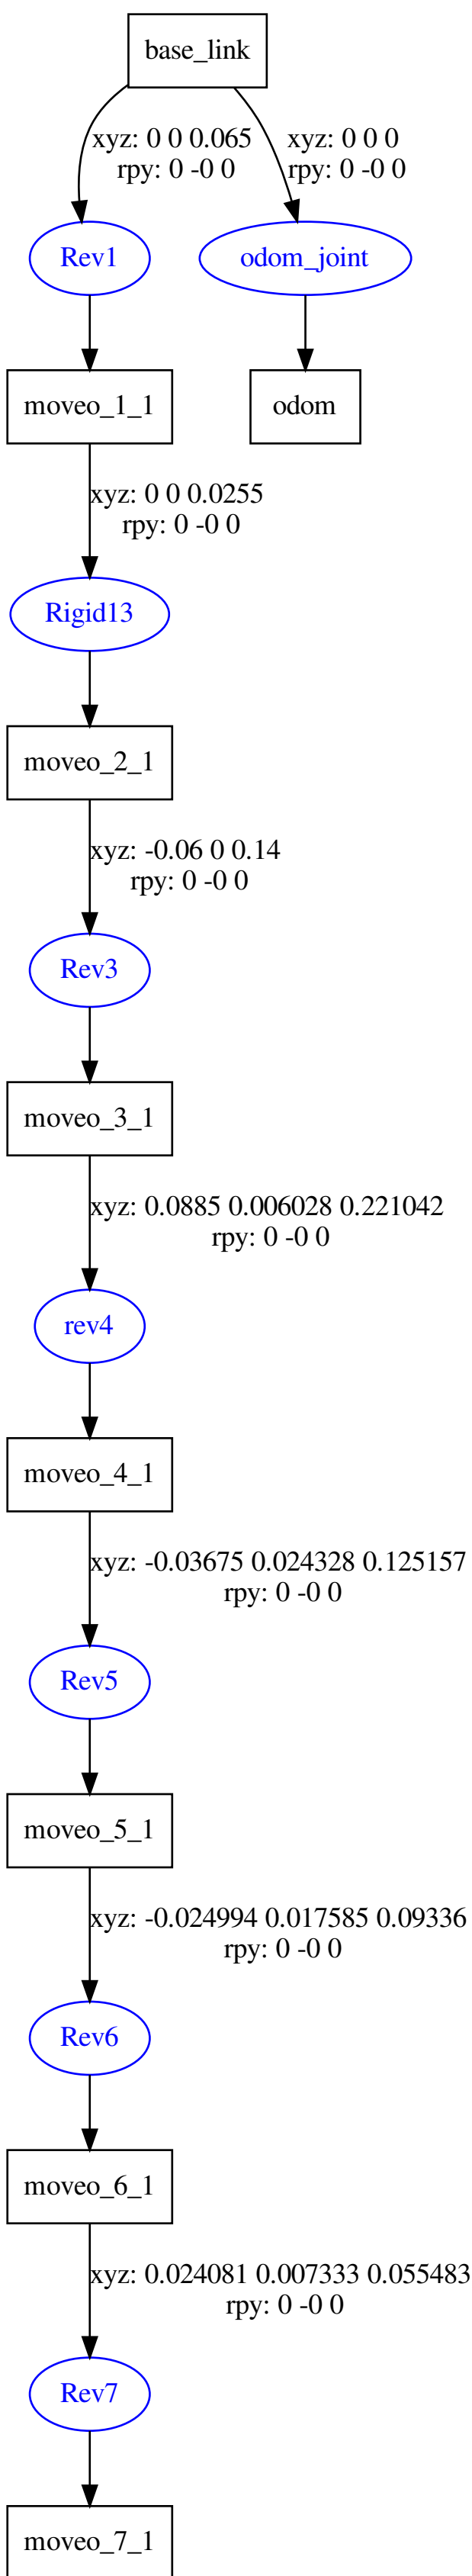 base_link
xyz: 0 0 0.065
rpy: 0 -0 0
xyz: 0 0 0
rpy: 0 -0 0
Rev1
odom_joint
moveo_1_1
odom
xyz: 0 0 0.0255
rpy: 0 -0 0
Rigid13
moveo_2_1
xyz: -0.06 0 0.14
rpy: 0 -0 0
Rev3
moveo_3_1
xyz: 0.0885 0.006028 0.221042
rpy: 0 -0 0
rev4
moveo_4_1
xyz: -0.03675 0.024328 0.125157
rpy: 0 -0 0
Rev5
moveo_5_1
xyz: -0.024994 0.017585 0.09336
rpy: 0 -0 0
Rev6
moveo_6_1
xyz: 0.024081 0.007333 0.055483
rpy: 0 -0 0
Rev7
moveo_7_1